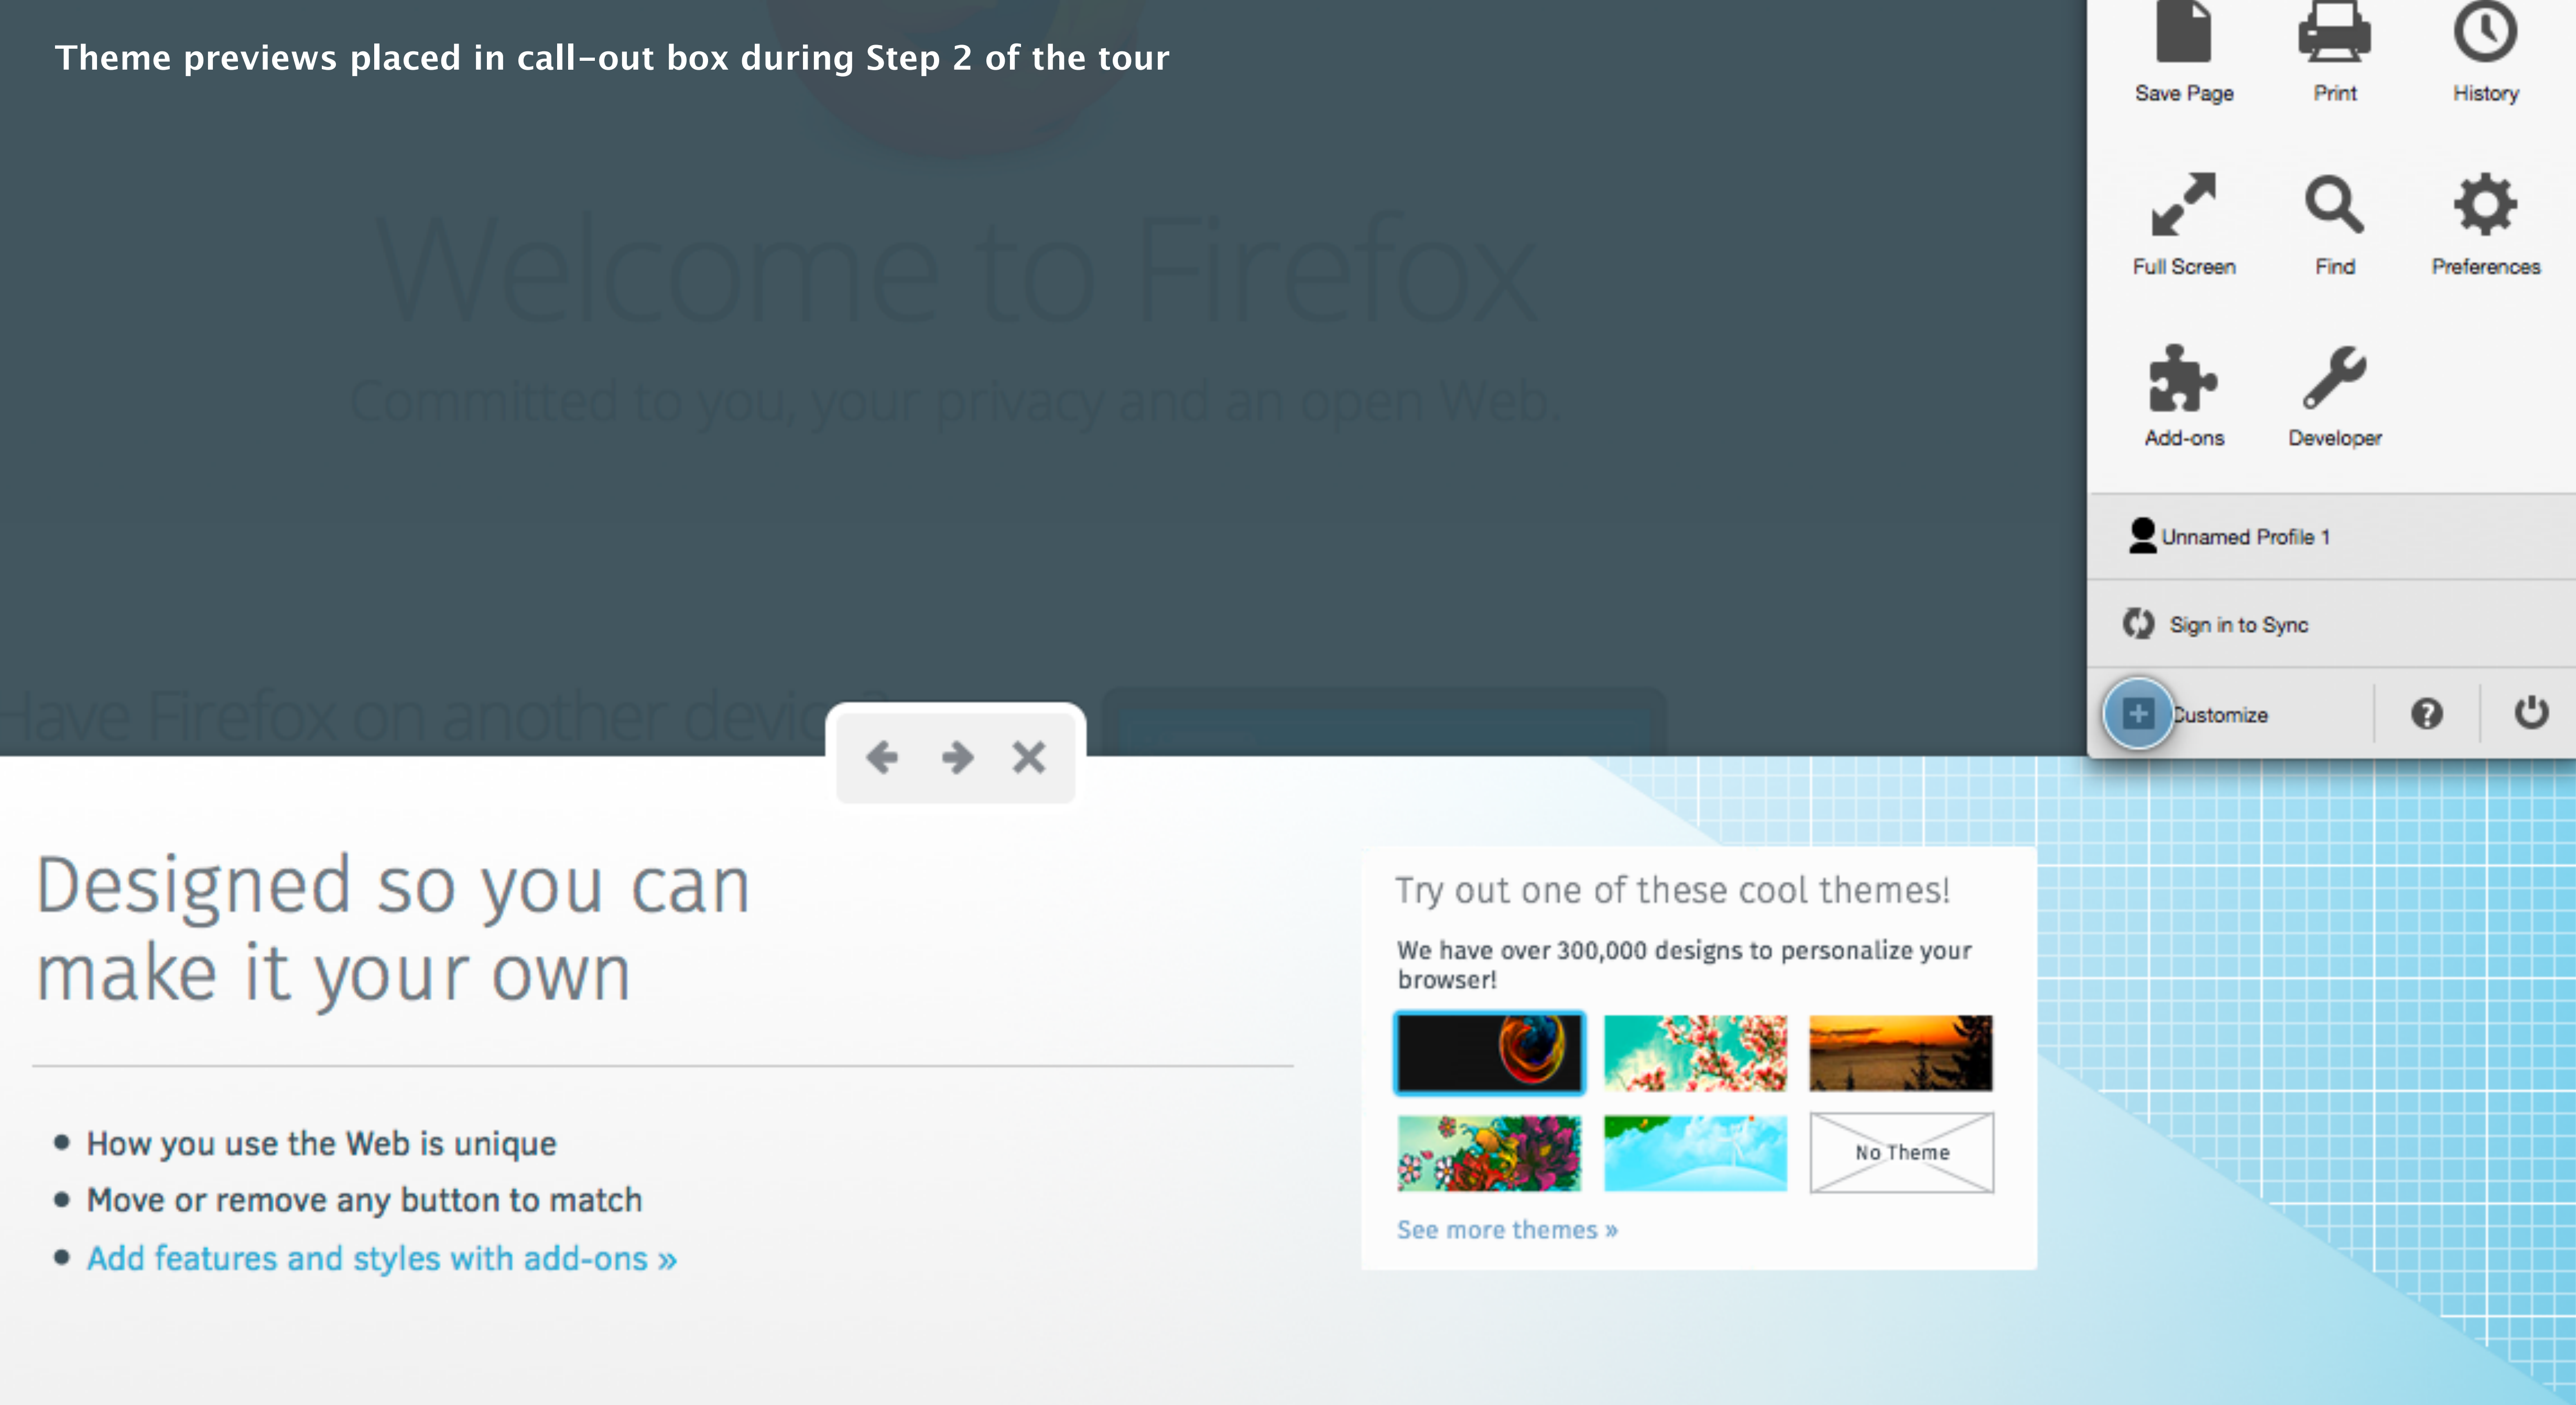 Theme previews placed in call-out box during Step 2 of the tour
Save Page
Print
History
Welcome to Firefox
Full Screen
Find
Preferences
Committed to you, your privacy and an open Web.
Add-ons
Developer
Unnamed Profile 1
Sign in to Sync
Have Firefox on another device?
Customize
Designed so you can
make it your own
• How you use the Web is unique
• Move or remove any button to match
• Add features and styles with add-ons »
Try out one of these cool themes!
We have over 300,000 designs to personalize your
browser!
No Theme
See more themes »